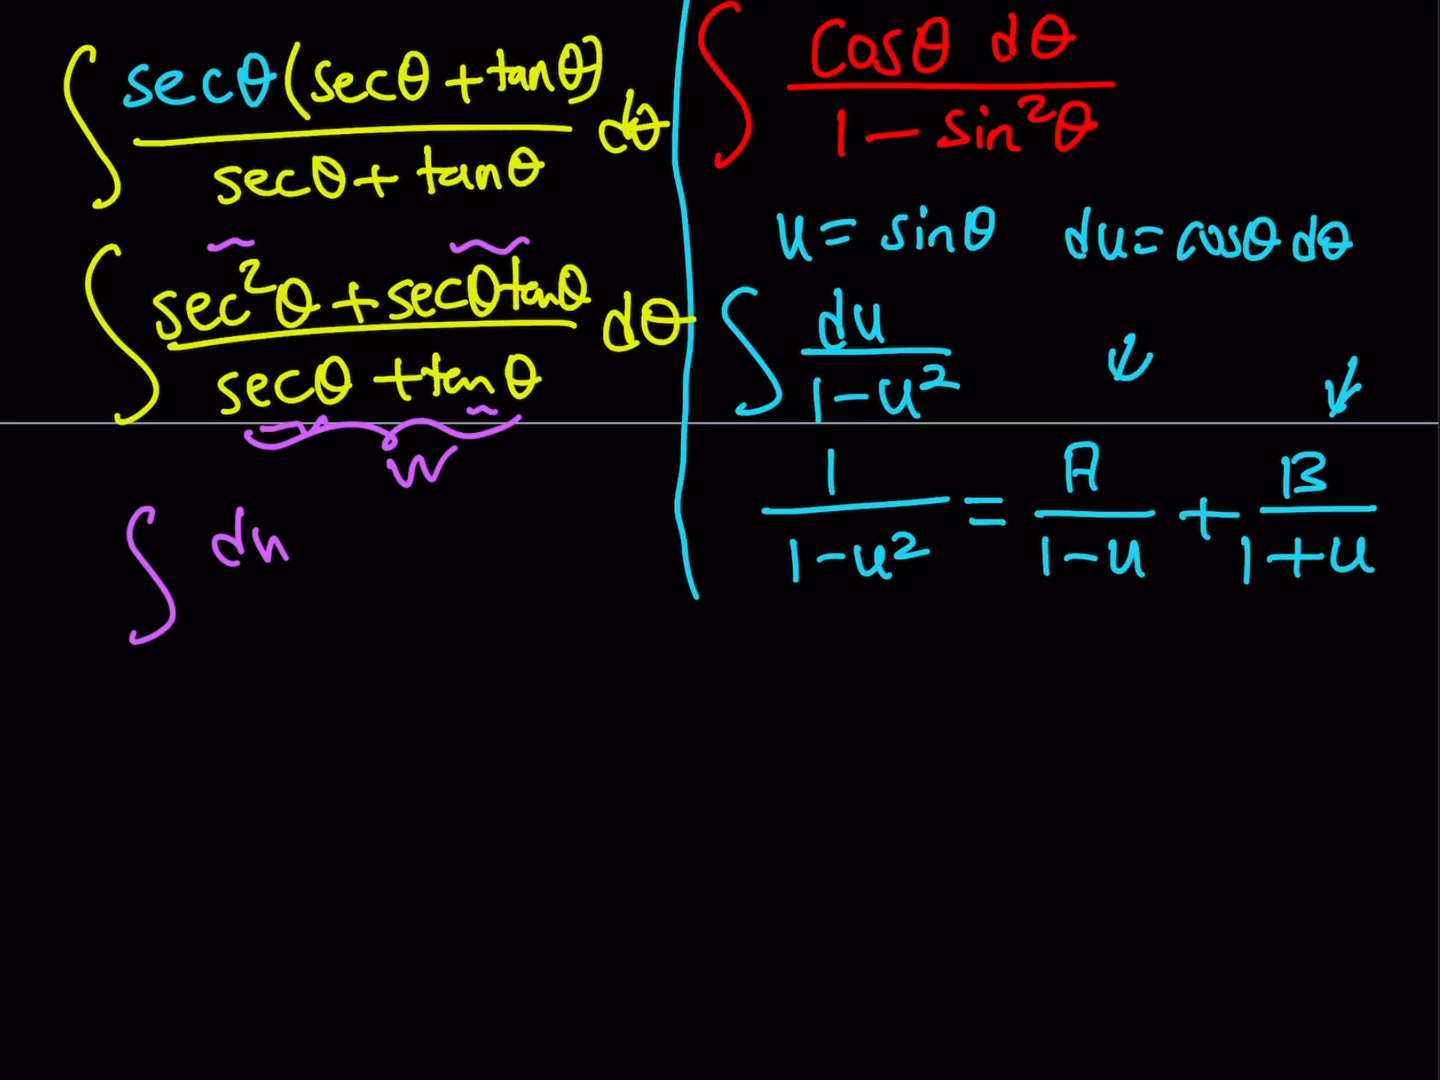 ∫ secθ(secθ + tanθ) / secθ + tanθ dθ
∫ sec²θ + secθtanθ / secθ + tanθ dθ
w
∫ du
∫ cosθ dθ / 1 − sin²θ
u = sinθ du = cosθ dθ
∫ du / 1−u²
1 / 1−u² = A / 1−u + B / 1+u